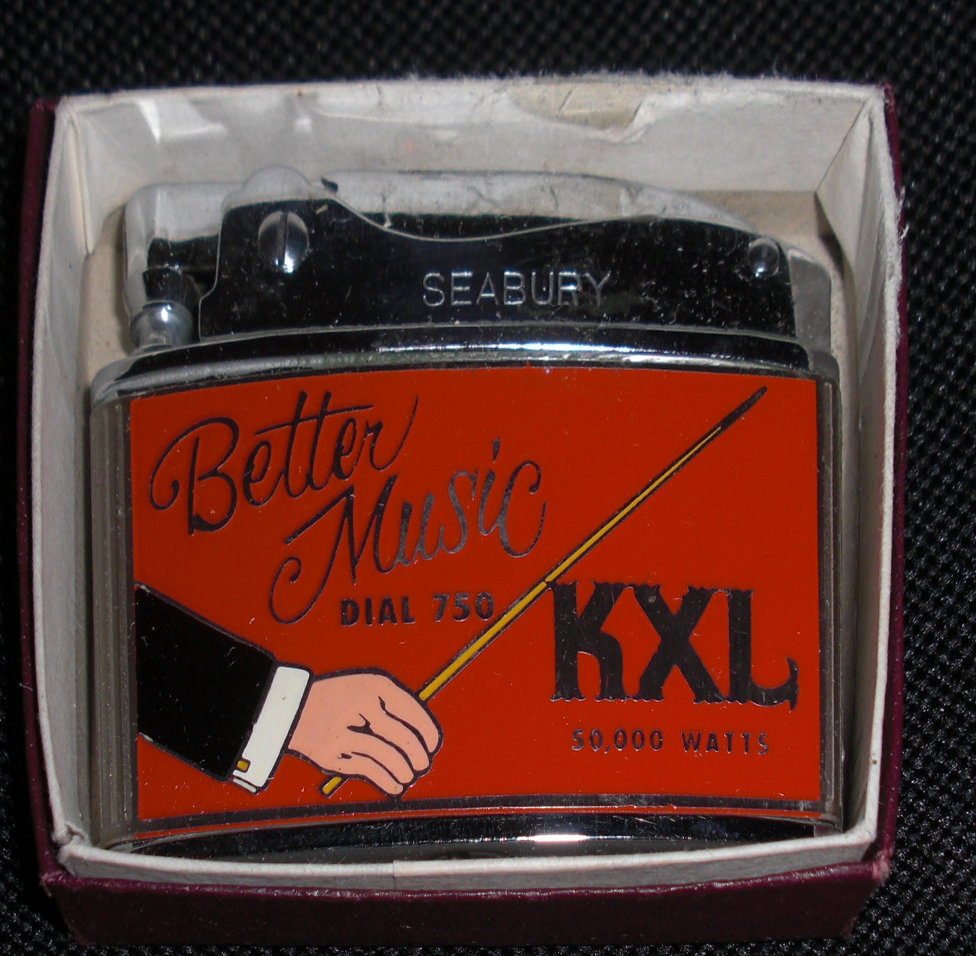 SEABURY
Better
Music
DIAL 750
KXL
50,000 WATTS